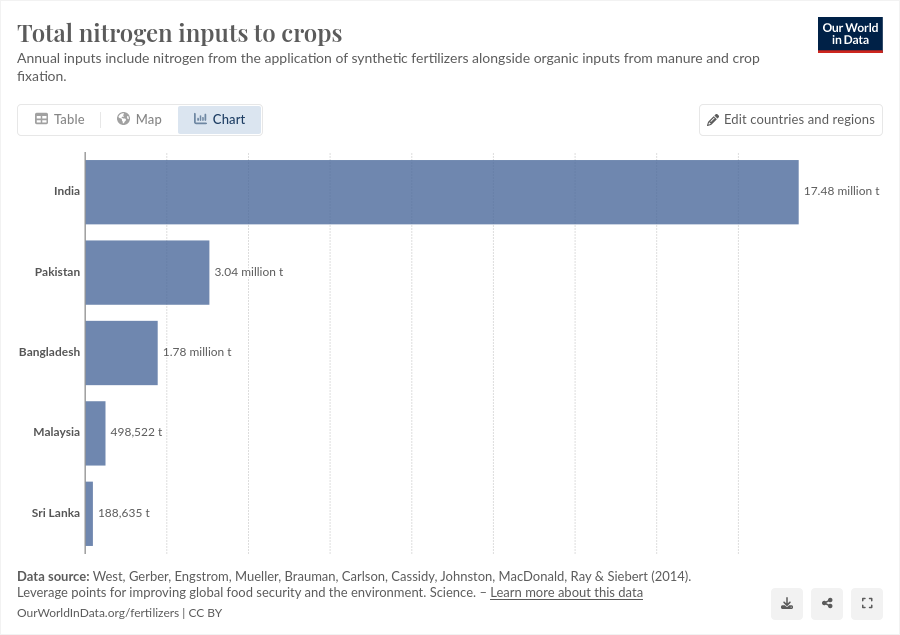 Total nitrogen inputs to crops
Annual inputs include nitrogen from the application of synthetic fertilizers alongside organic inputs from manure and crop
fixation.
Our World
in Data
Table
Map
Chart
Edit countries and regions
India
17.48 million t
Pakistan
3.04 million t
Bangladesh
1.78 million t
Malaysia
498,522 t
Sri Lanka
188,635 t
Data source: West, Gerber, Engstrom, Mueller, Brauman, Carlson, Cassidy, Johnston, MacDonald, Ray & Siebert (2014).
Leverage points for improving global food security and the environment. Science. – Learn more about this data
OurWorldInData.org/fertilizers | CC BY